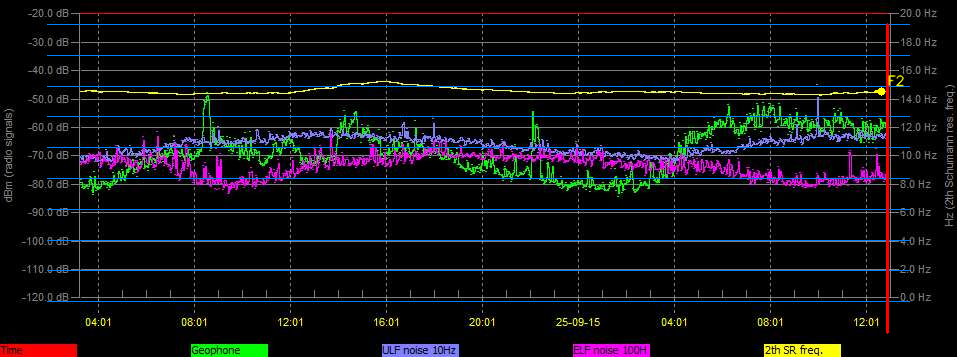 -20.0 dB 20.0 Hz
-30.0 dB 18.0 Hz
-40.0 dB 16.0 Hz
F2
-50.0 dB 14.0 Hz
-60.0 dB 12.0 Hz
-70.0 dB 10.0 Hz
-80.0 dB 8.0 Hz
-90.0 dB 6.0 Hz
-100.0 dB 4.0 Hz
-110.0 dB 2.0 Hz
-120.0 dB 0.0 Hz
dBm (radio signals)
Hz (2th Schumann res. freq.)
04:01 08:01 12:01 16:01 20:01 25-09-15 04:01 08:01 12:01
Time Geophone ULF noise 10Hz ELF noise 100H 2th SR freq.